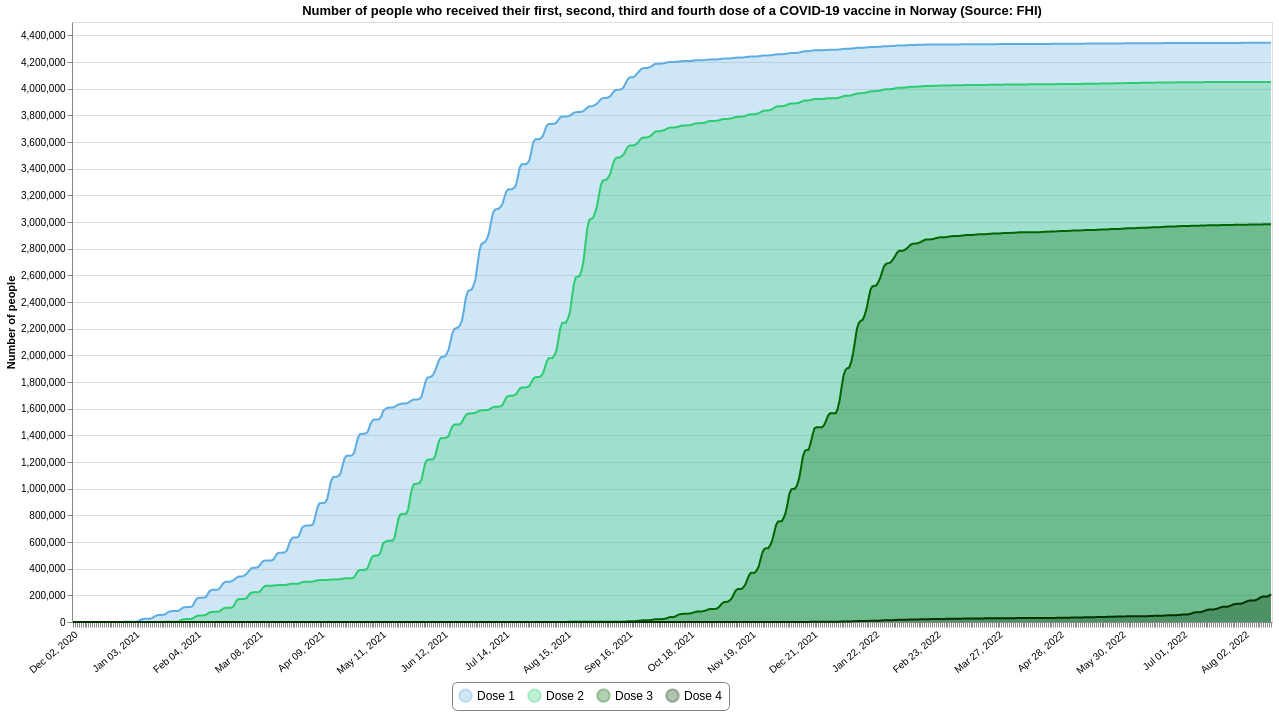 Number of people who received their first, second, third and fourth dose of a COVID-19 vaccine in Norway (Source: FHI)
Number of people
4,400,000
4,200,000
4,000,000
3,800,000
3,600,000
3,400,000
3,200,000
3,000,000
2,800,000
2,600,000
2,400,000
2,200,000
2,000,000
1,800,000
1,600,000
1,400,000
1,200,000
1,000,000
800,000
600,000
400,000
200,000
0
Dec 02, 2020
Jan 03, 2021
Feb 04, 2021
Mar 08, 2021
Apr 09, 2021
May 11, 2021
Jun 12, 2021
Jul 14, 2021
Aug 15, 2021
Sep 16, 2021
Oct 18, 2021
Nov 19, 2021
Dec 21, 2021
Jan 22, 2022
Feb 23, 2022
Mar 27, 2022
Apr 28, 2022
May 30, 2022
Jul 01, 2022
Aug 02, 2022
Dose 1 Dose 2 Dose 3 Dose 4